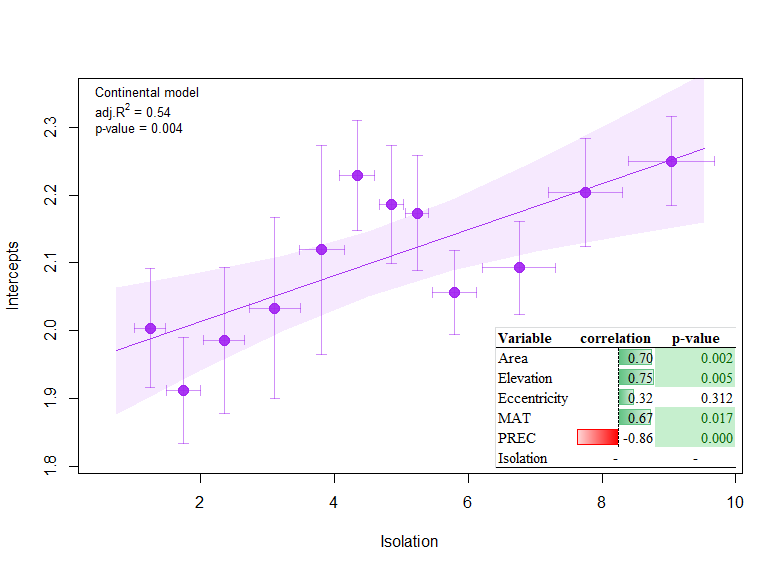 Continental model
adj.R² = 0.54
p-value = 0.004
Intercepts
2.3
2.2
2.1
2.0
1.9
1.8
Variable correlation p-value
Area 0.70 0.002
Elevation 0.75 0.005
Eccentricity 0.32 0.312
MAT 0.67 0.017
PREC -0.86 0.000
Isolation - -
2 4 6 8 10
Isolation